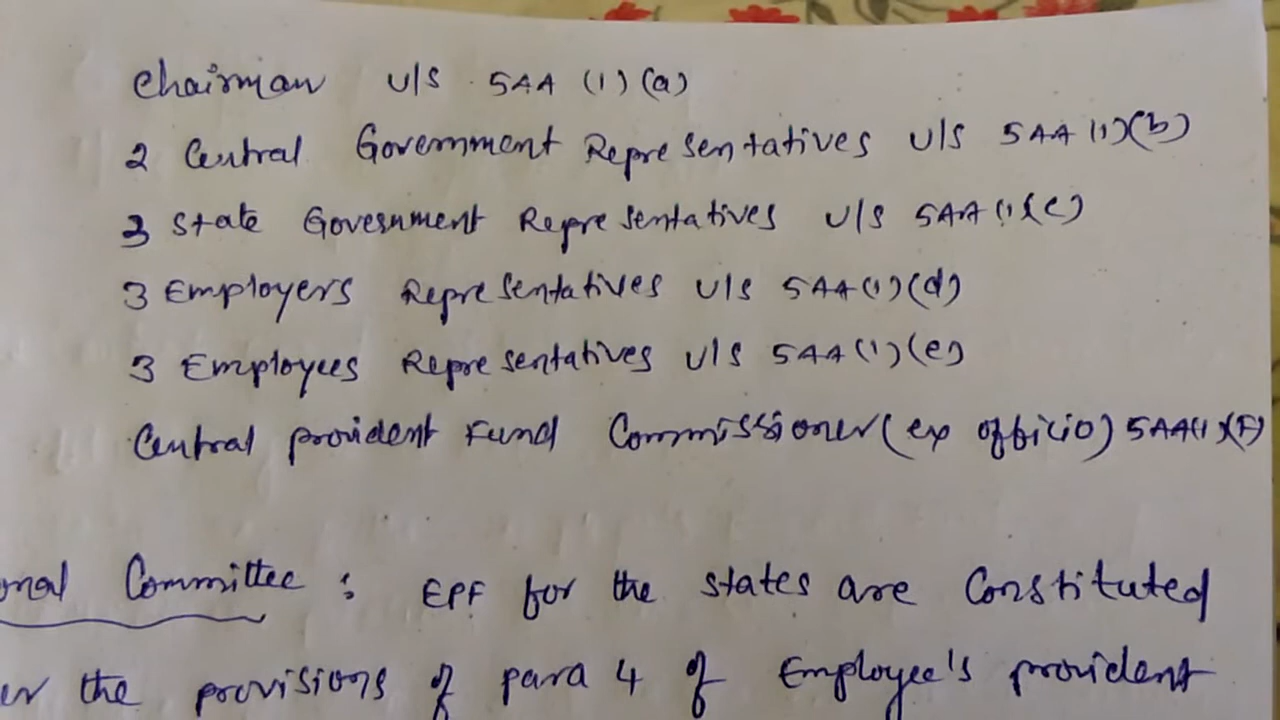 Chairman U/S 5AA (1) (a)
2 Central Government Representatives U/S 5AA (1)(b)
3 State Government Representatives U/S 5AA (1)(c)
3 Employers Representatives U/S 5AA(1)(d)
3 Employees Representatives U/S 5AA (1)(e)
Central provident Fund Commissioner (ex officio) 5AA(1)(F)
Committee : EPF for the states are Constituted
the provisions of para 4 of Employee's provident